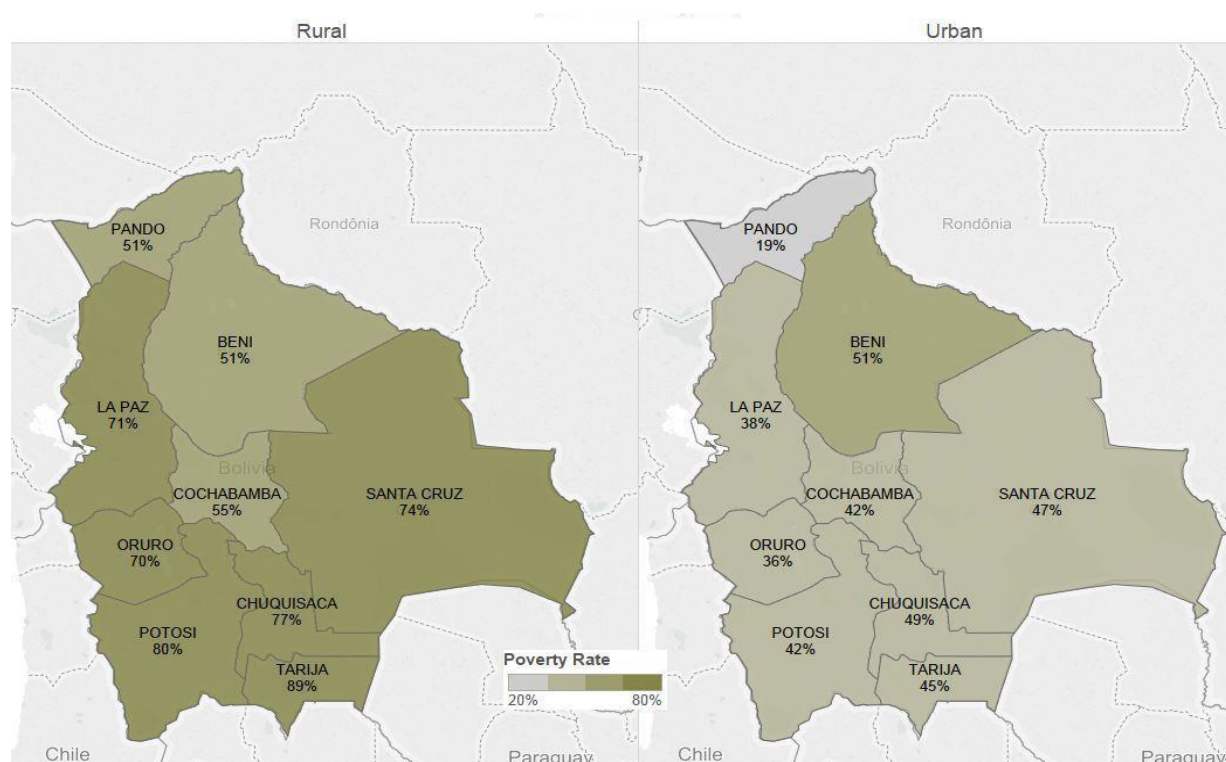 Rural
Rondônia
PANDO
51%
BENI
51%
LA PAZ
71%
Bolivia
COCHABAMBA
55%
SANTA CRUZ
74%
ORURO
70%
CHUQUISACA
77%
POTOSI
80%
TARIJA
89%
Chile
Paraguay
Poverty Rate
20% 80%
Urban
Rondônia
PANDO
19%
BENI
51%
LA PAZ
38%
Bolivia
COCHABAMBA
42%
SANTA CRUZ
47%
ORURO
36%
CHUQUISACA
49%
POTOSI
42%
TARIJA
45%
Chile
Paraguay